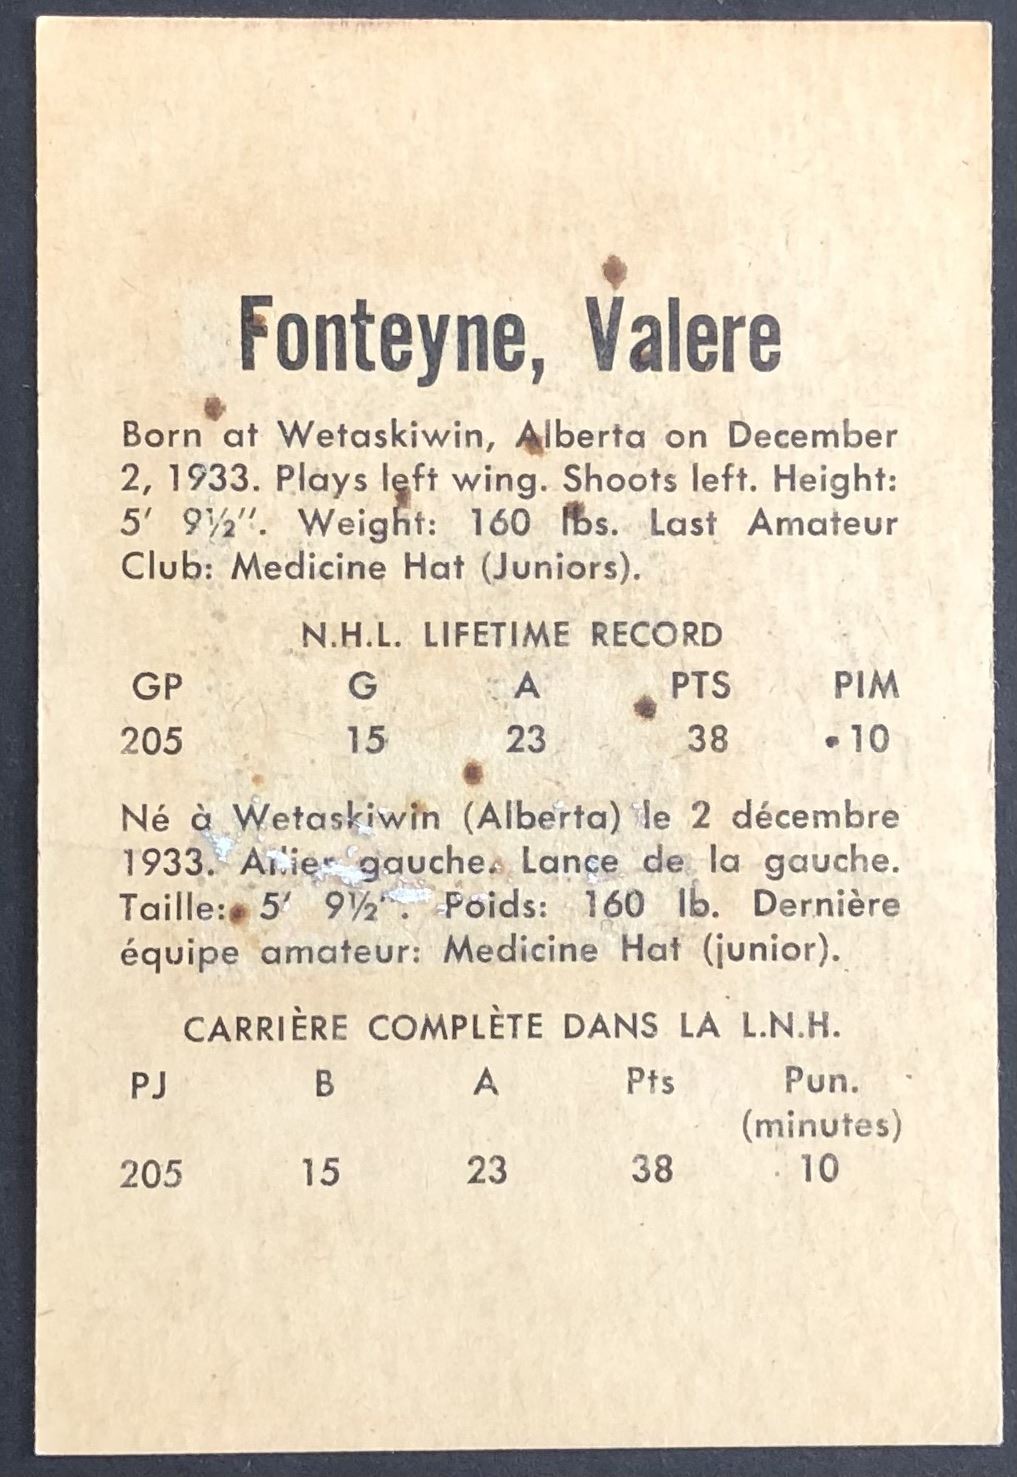 Fonteyne, Valere
Born at Wetaskiwin, Alberta on December
2, 1933. Plays left wing. Shoots left. Height:
5′ 9½″. Weight: 160 lbs. Last Amateur
Club: Medicine Hat (Juniors).
N.H.L. LIFETIME RECORD
GP G A PTS PIM
205 15 23 38 10
Né à Wetaskiwin (Alberta) le 2 décembre
1933. Ailier gauche. Lance de la gauche.
Taille: 5′ 9½″. Poids: 160 lb. Dernière
équipe amateur: Medicine Hat (junior).
CARRIÈRE COMPLÈTE DANS LA L.N.H.
PJ B A Pts Pun.
(minutes)
205 15 23 38 10